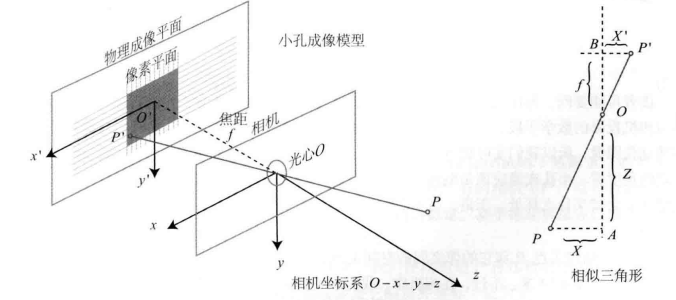 小孔成像模型
物理成像平面
像素平面
O'
P'
x'
y'
焦距
f
相机
光心O
x
y
z
P
相机坐标系 O-x-y-z
B
X'
P'
f
O
Z
P
X
A
相似三角形